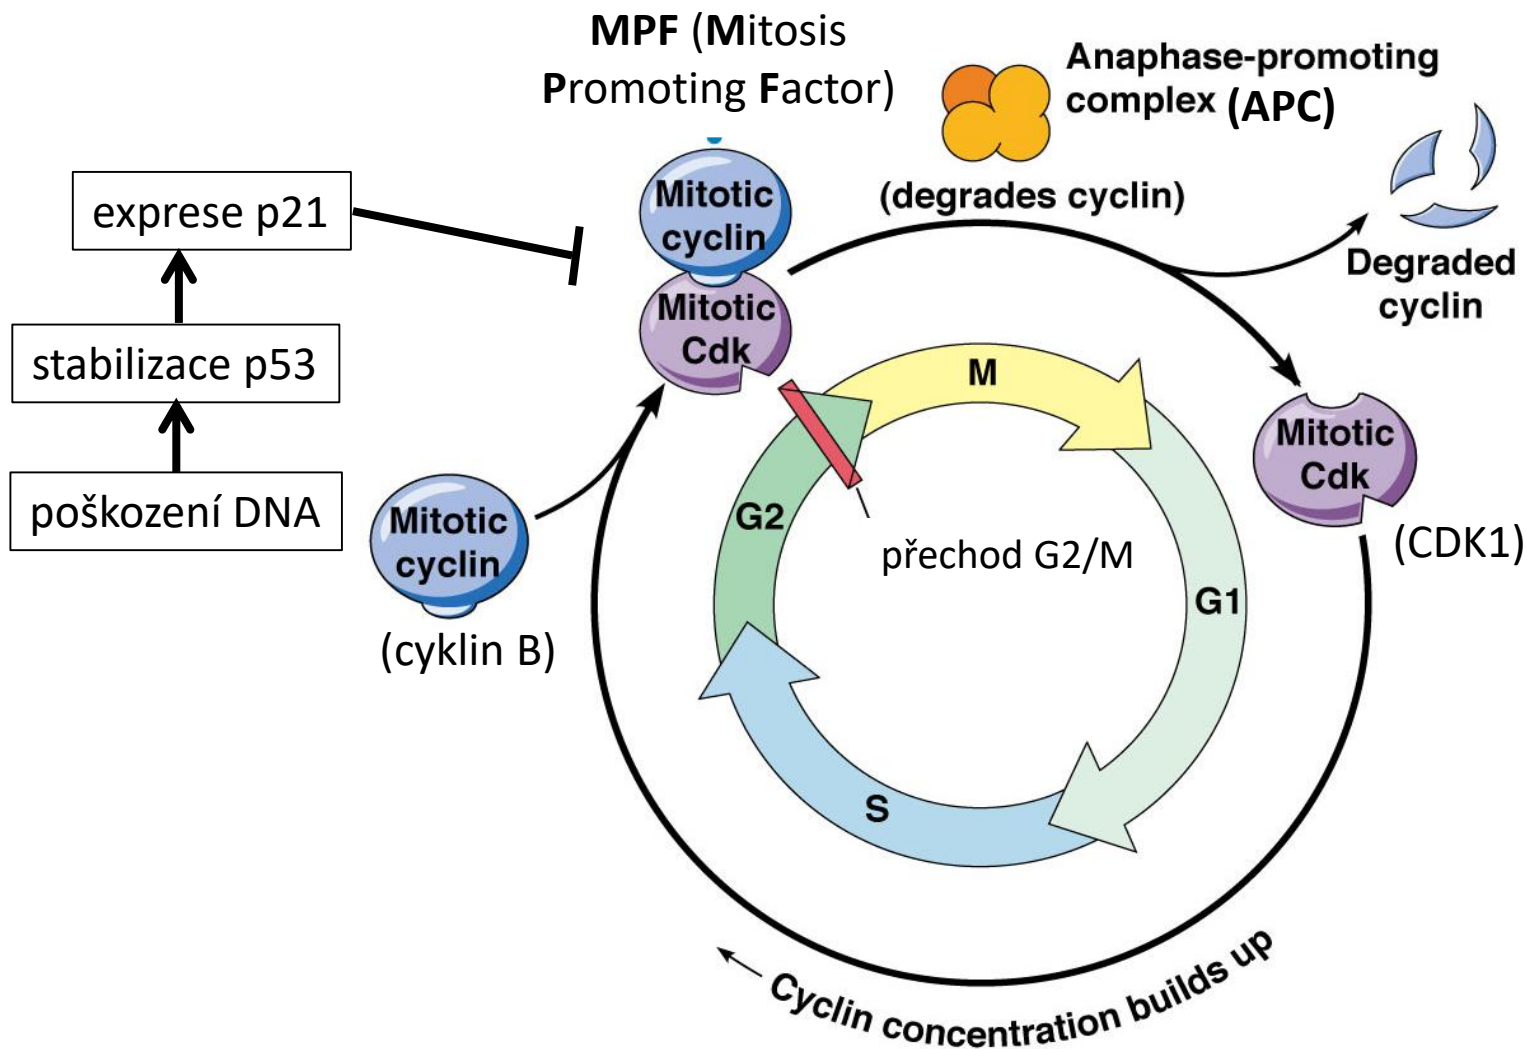 MPF (Mitosis
Promoting Factor)
Anaphase-promoting
complex (APC)
(degrades cyclin)
Degraded
cyclin
exprese p21
stabilizace p53
poškození DNA
Mitotic
cyclin
Mitotic
Cdk
Mitotic
cyclin
(cyklin B)
M
G2
přechod G2/M
G1
S
Mitotic
Cdk
(CDK1)
Cyclin concentration builds up